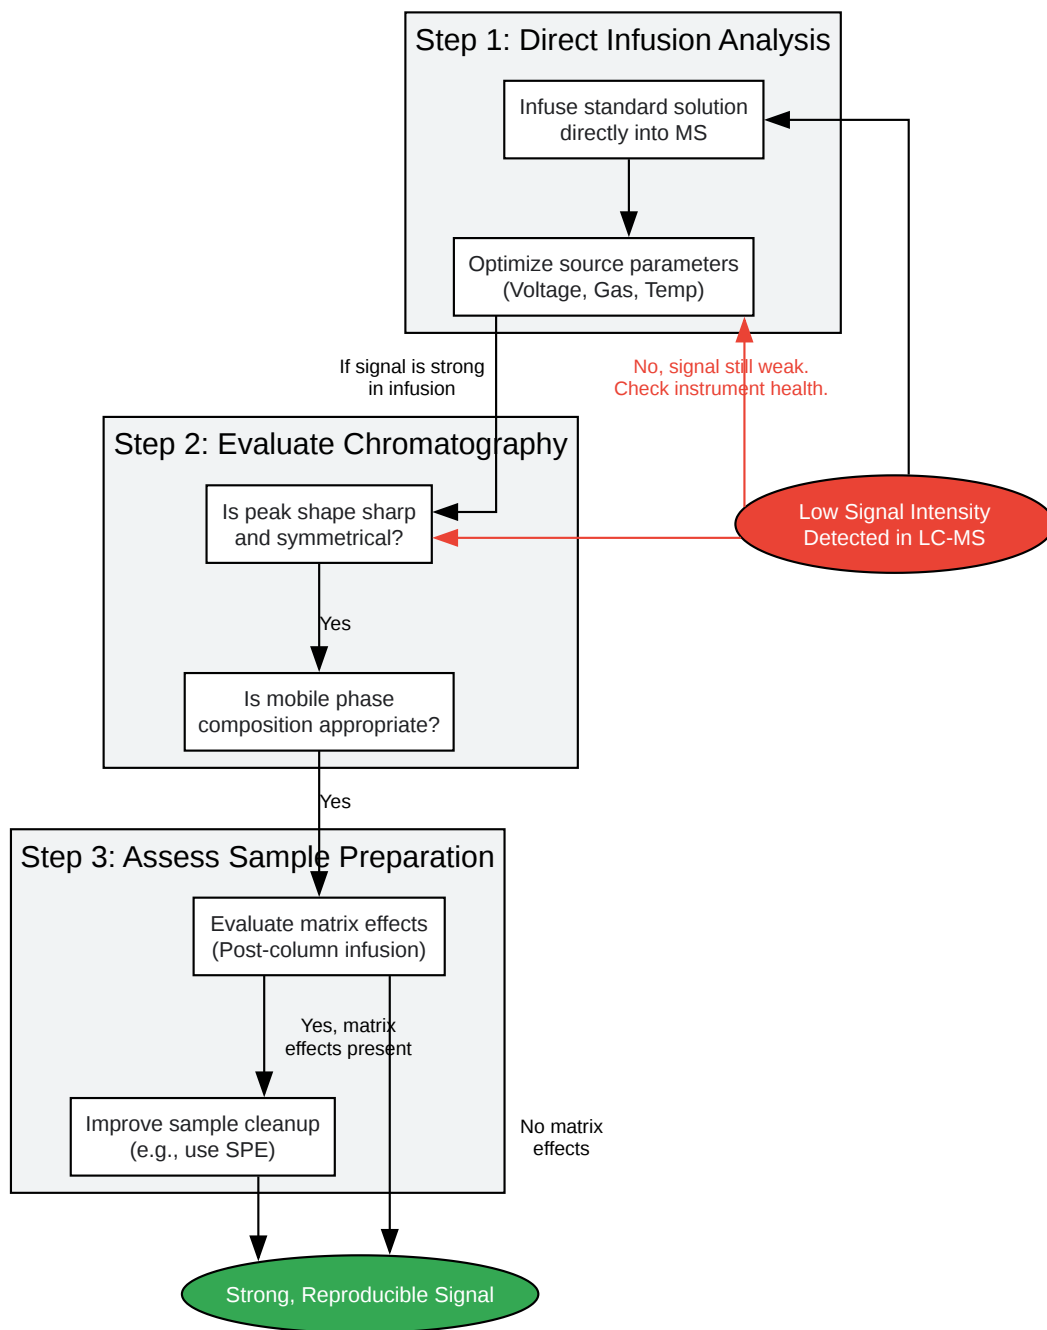 Step 1: Direct Infusion Analysis
Infuse standard solution
directly into MS
Optimize source parameters
(Voltage, Gas, Temp)
If signal is strong
in infusion
No, signal still weak.
Check instrument health.
Step 2: Evaluate Chromatography
Is peak shape sharp
and symmetrical?
Low Signal Intensity
Detected in LC-MS
Yes
Is mobile phase
composition appropriate?
Yes
Step 3: Assess Sample Preparation
Evaluate matrix effects
(Post-column infusion)
Yes, matrix
effects present
Improve sample cleanup
(e.g., use SPE)
No matrix
effects
Strong, Reproducible Signal